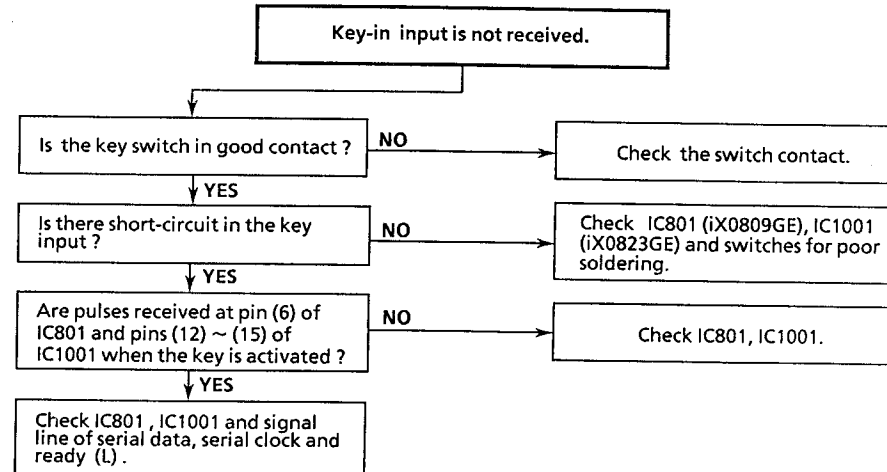 Key-in input is not received.
Is the key switch in good contact ?
NO
Check the switch contact.
YES
Is there short-circuit in the key
input ?
NO
Check IC801 (iX0809GE), IC1001
(iX0823GE) and switches for poor
soldering.
YES
Are pulses received at pin (6) of
IC801 and pins (12) ~ (15) of
IC1001 when the key is activated ?
NO
Check IC801, IC1001.
YES
Check IC801 , IC1001 and signal
line of serial data, serial clock and
ready (L) .